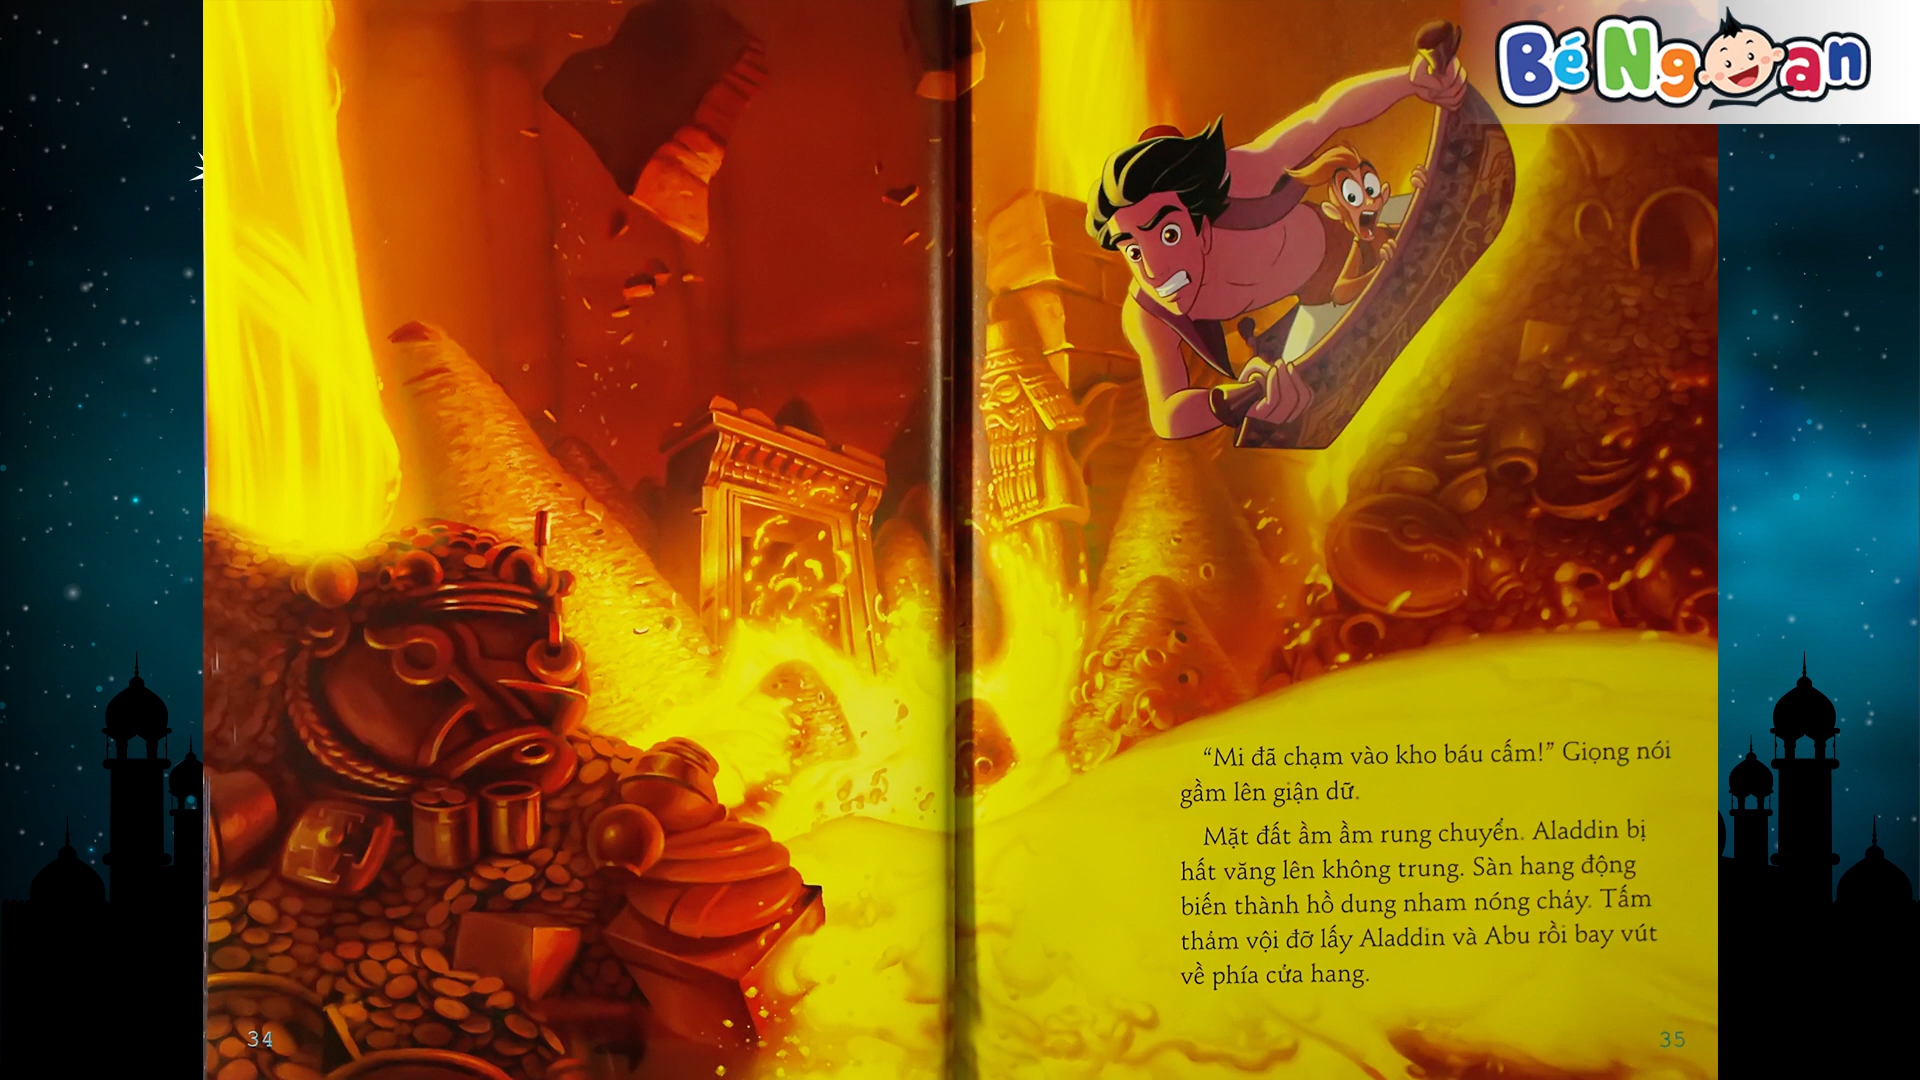 Bé Ngoan
“Mi đã chạm vào kho báu cấm!” Giọng nói
gầm lên giận dữ.
Mặt đất ầm ầm rung chuyển. Aladdin bị
hất văng lên không trung. Sàn hang động
biến thành hồ dung nham nóng chảy. Tấm
thảm vội đỡ lấy Aladdin và Abu rồi bay vút
về phía cửa hang.
34
35